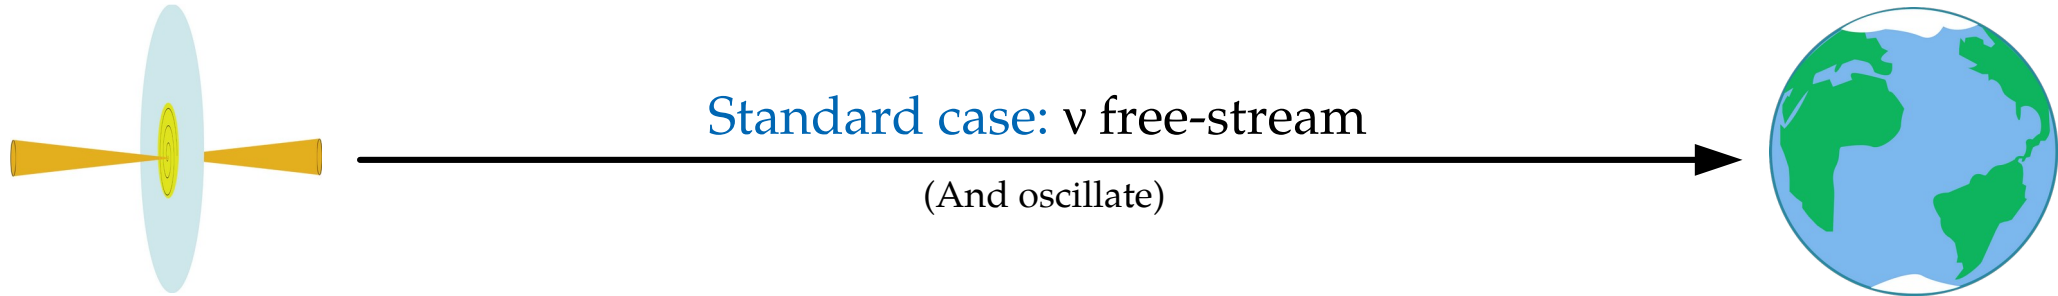 Standard case: ν free-stream
(And oscillate)